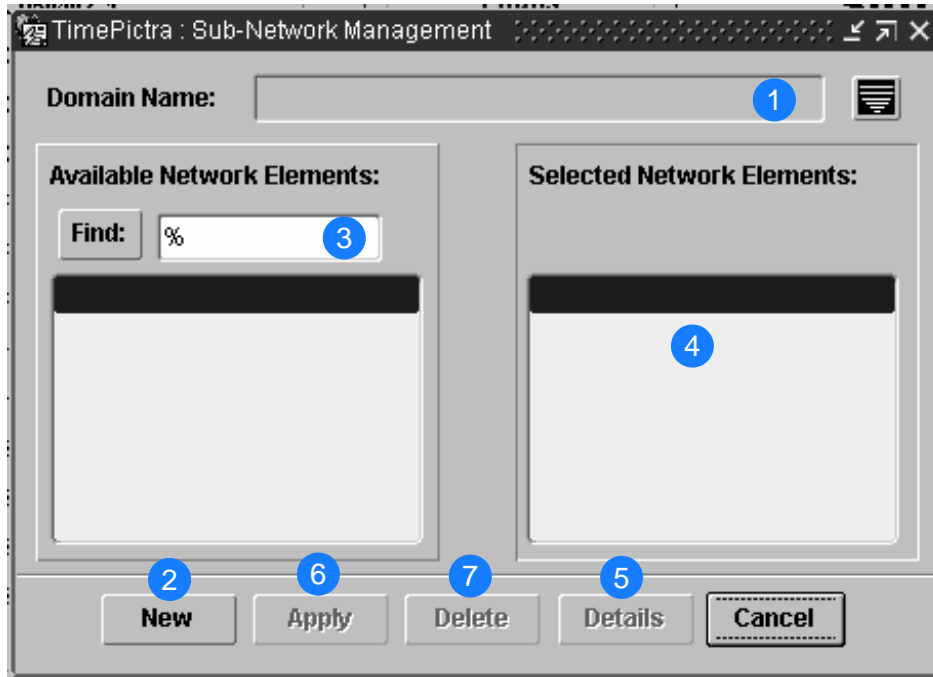 TimePictra : Sub-Network Management
Domain Name:
1
Available Network Elements:
Selected Network Elements:
Find:
%
3
4
2
6
7
5
New
Apply
Delete
Details
Cancel